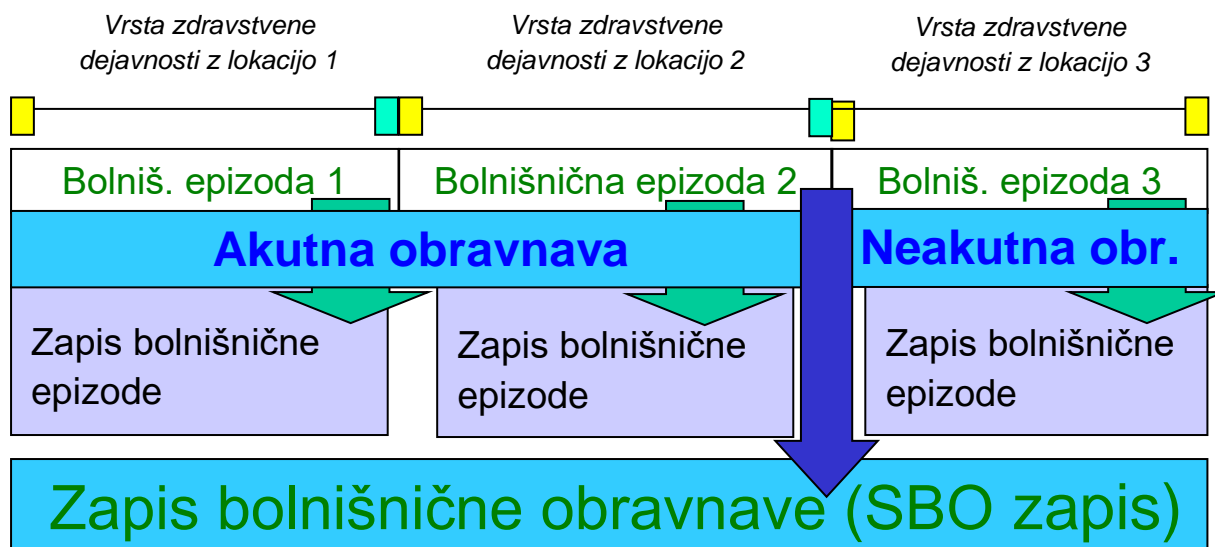 Vrsta zdravstvene
dejavnosti z lokacijo 1
Vrsta zdravstvene
dejavnosti z lokacijo 2
Vrsta zdravstvene
dejavnosti z lokacijo 3
Bolniš. epizoda 1
Bolnišnična epizoda 2
Bolniš. epizoda 3
Akutna obravnava
Neakutna obr.
Zapis bolnišnične
epizode
Zapis bolnišnične
epizode
Zapis bolnišnične
epizode
Zapis bolnišnične obravnave (SBO zapis)